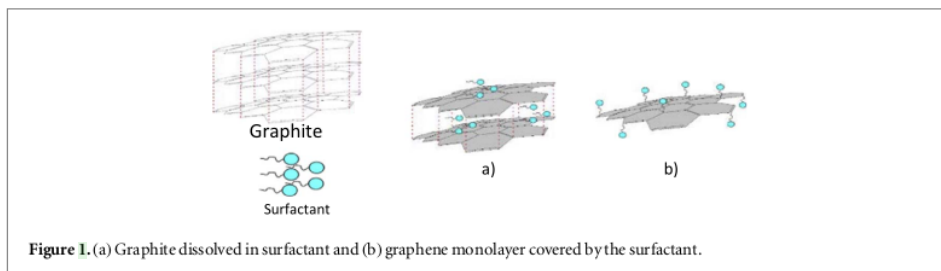 Graphite
Surfactant
a)
b)
Figure 1. (a) Graphite dissolved in surfactant and (b) graphene monolayer covered by the surfactant.